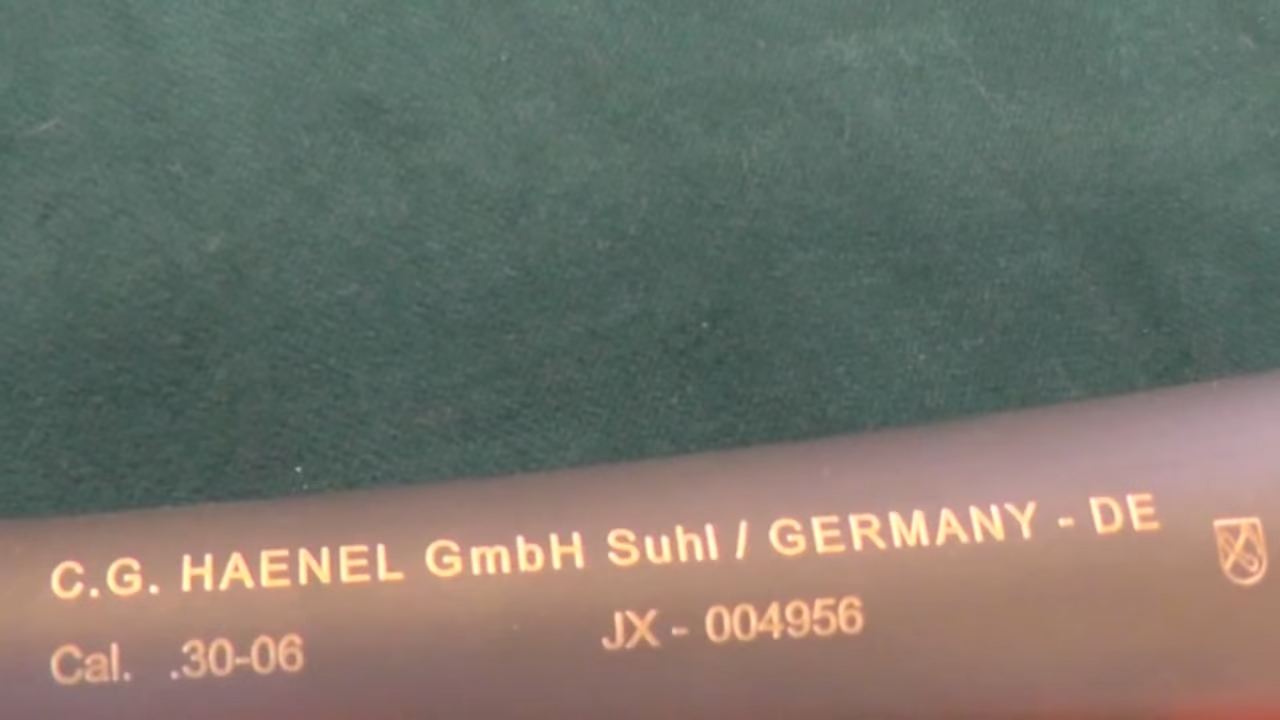 C.G. HAENEL GmbH Suhl / GERMANY - DE
Cal. .30-06 JX - 004956